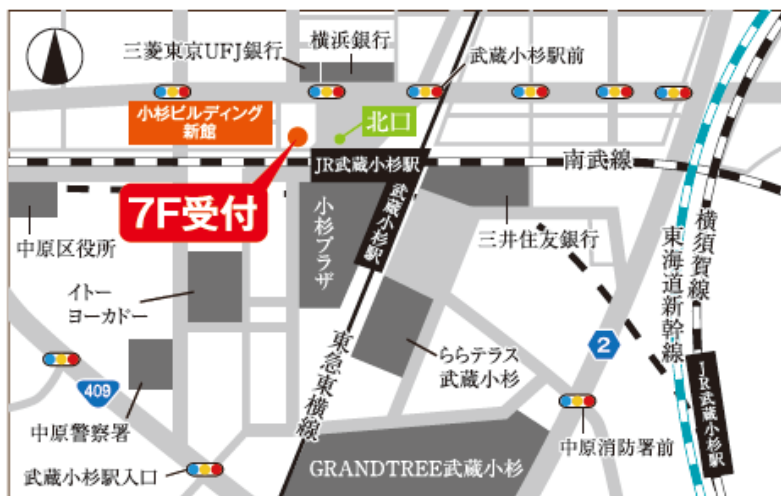 三菱東京UFJ銀行
横浜銀行
武蔵小杉駅前
小杉ビルディング
新館
北口
JR武蔵小杉駅
南武線
7F受付
武蔵小杉駅
小杉プラザ
中原区役所
三井住友銀行
横須賀線
東海道新幹線
イトー
ヨーカドー
東急東横線
ららテラス
武蔵小杉
2
JR武蔵小杉駅
409
中原警察署
中原消防署前
武蔵小杉駅入口
GRANDTREE武蔵小杉